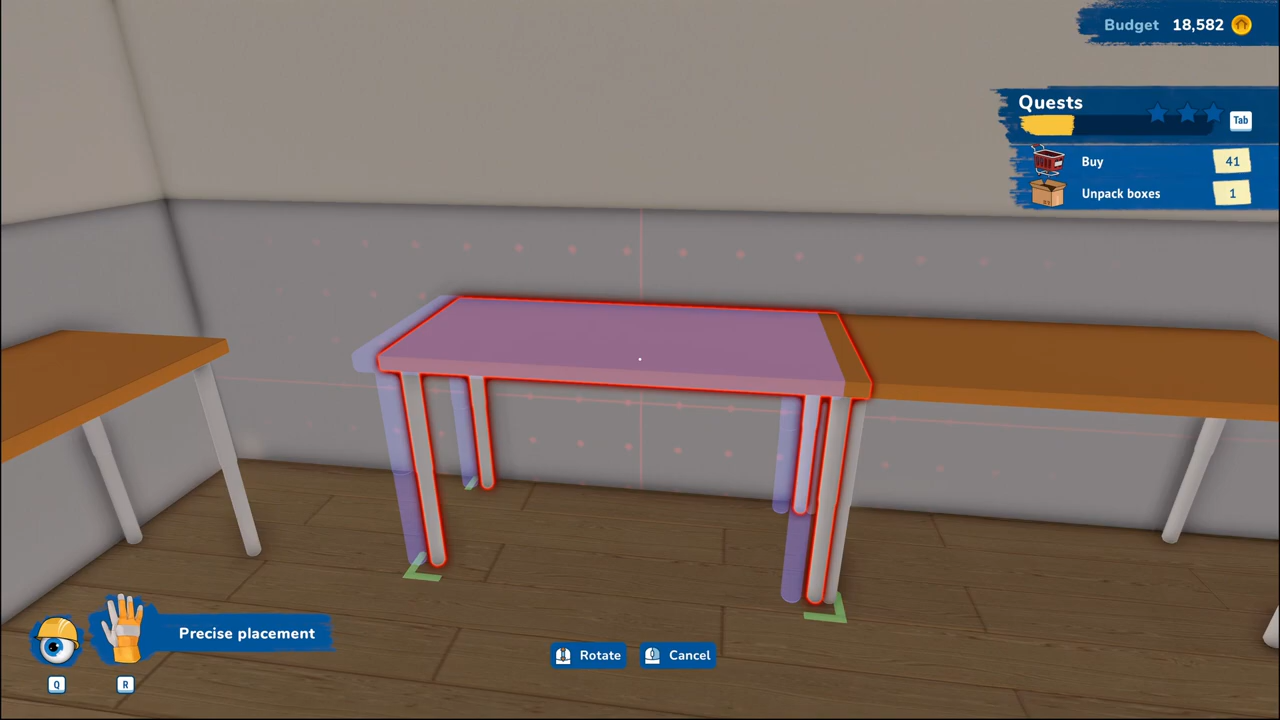 Budget 18,582
Quests
Tab
Buy 41
Unpack boxes 1
Precise placement
Rotate Cancel
Q R